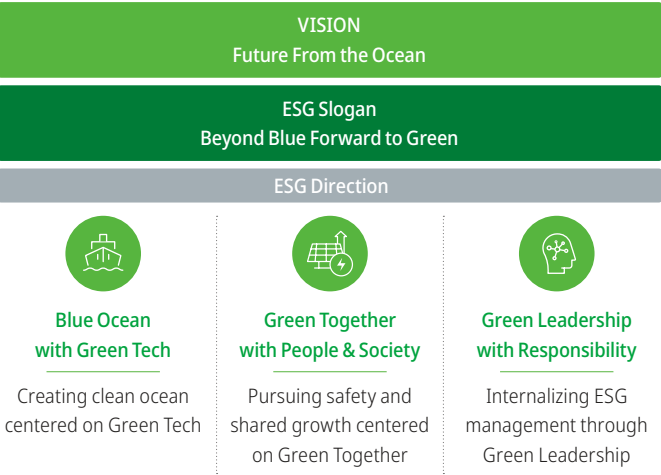 VISION
Future From the Ocean
ESG Slogan
Beyond Blue Forward to Green
ESG Direction
Blue Ocean
with Green Tech
Creating clean ocean
centered on Green Tech
Green Together
with People & Society
Pursuing safety and
shared growth centered
on Green Together
Green Leadership
with Responsibility
Internalizing ESG
management through
Green Leadership